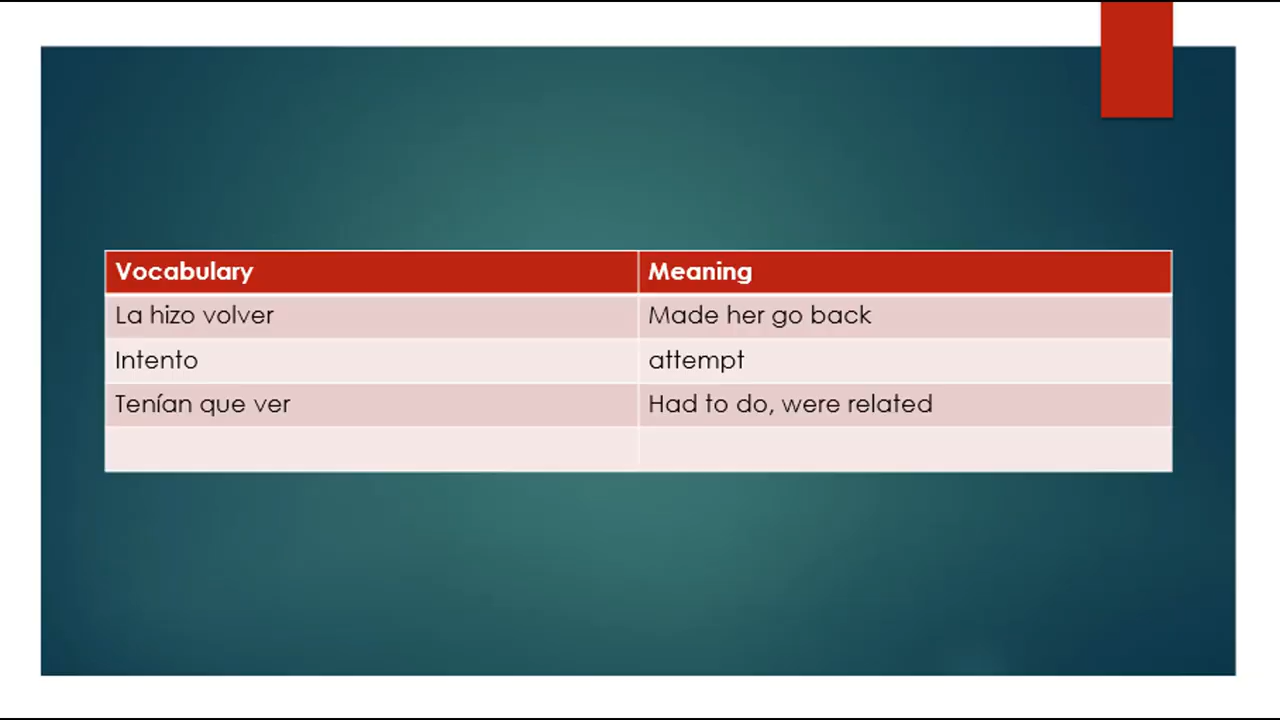 Vocabulary Meaning
La hizo volver Made her go back
Intento attempt
Tenían que ver Had to do, were related